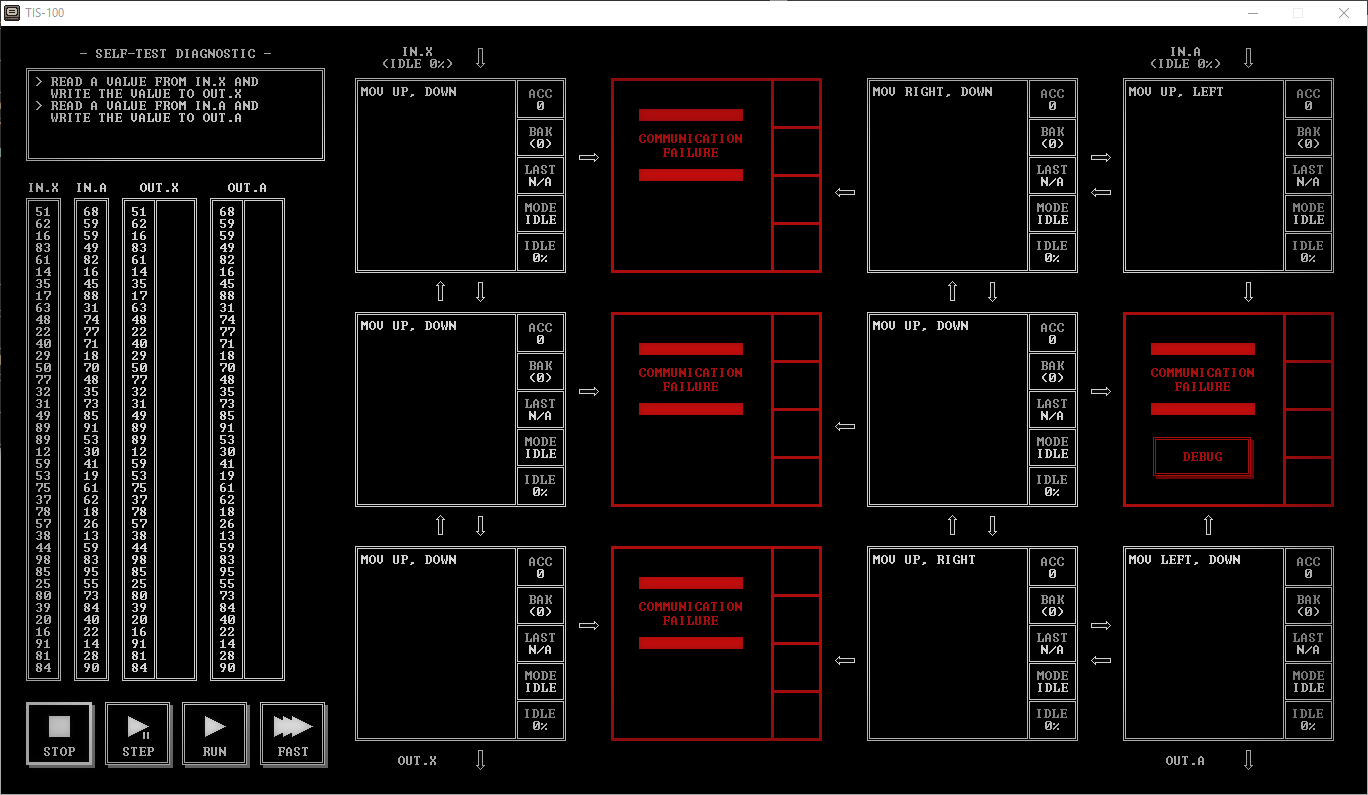 TIS-100
- SELF-TEST DIAGNOSTIC -
> READ A VALUE FROM IN.X AND
WRITE THE VALUE TO OUT.X
> READ A VALUE FROM IN.A AND
WRITE THE VALUE TO OUT.A
IN.X IN.A OUT.X OUT.A
51 68 51 68
62 59 62 59
16 59 16 59
83 49 83 49
61 82 61 82
14 16 14 16
35 45 35 45
17 88 17 88
63 31 63 31
48 74 48 74
22 77 22 77
40 71 40 71
29 18 29 18
50 70 50 70
77 48 77 48
32 35 32 35
31 73 31 73
49 85 49 85
89 91 89 91
89 53 89 53
12 30 12 30
59 41 59 41
53 19 53 19
75 61 75 61
37 62 37 62
78 18 78 18
57 26 57 26
38 13 38 13
44 59 44 59
98 83 98 83
85 95 85 95
25 55 25 55
80 73 80 73
39 84 39 84
20 40 20 40
16 22 16 22
91 14 91 14
81 28 81 28
84 90 84 90
STOP
STEP
RUN
FAST
IN.X
(IDLE 0%)
IN.A
(IDLE 0%)
MOV UP, DOWN
ACC
0
BAK
(0)
LAST
N/A
MODE
IDLE
IDLE
0%
COMMUNICATION
FAILURE
MOV RIGHT, DOWN
ACC
0
BAK
(0)
LAST
N/A
MODE
IDLE
IDLE
0%
MOV UP, LEFT
ACC
0
BAK
(0)
LAST
N/A
MODE
IDLE
IDLE
0%
MOV UP, DOWN
ACC
0
BAK
(0)
LAST
N/A
MODE
IDLE
IDLE
0%
COMMUNICATION
FAILURE
MOV UP, DOWN
ACC
0
BAK
(0)
LAST
N/A
MODE
IDLE
IDLE
0%
COMMUNICATION
FAILURE
DEBUG
MOV UP, DOWN
ACC
0
BAK
(0)
LAST
N/A
MODE
IDLE
IDLE
0%
COMMUNICATION
FAILURE
MOV UP, RIGHT
ACC
0
BAK
(0)
LAST
N/A
MODE
IDLE
IDLE
0%
MOV LEFT, DOWN
ACC
0
BAK
(0)
LAST
N/A
MODE
IDLE
IDLE
0%
OUT.X
OUT.A